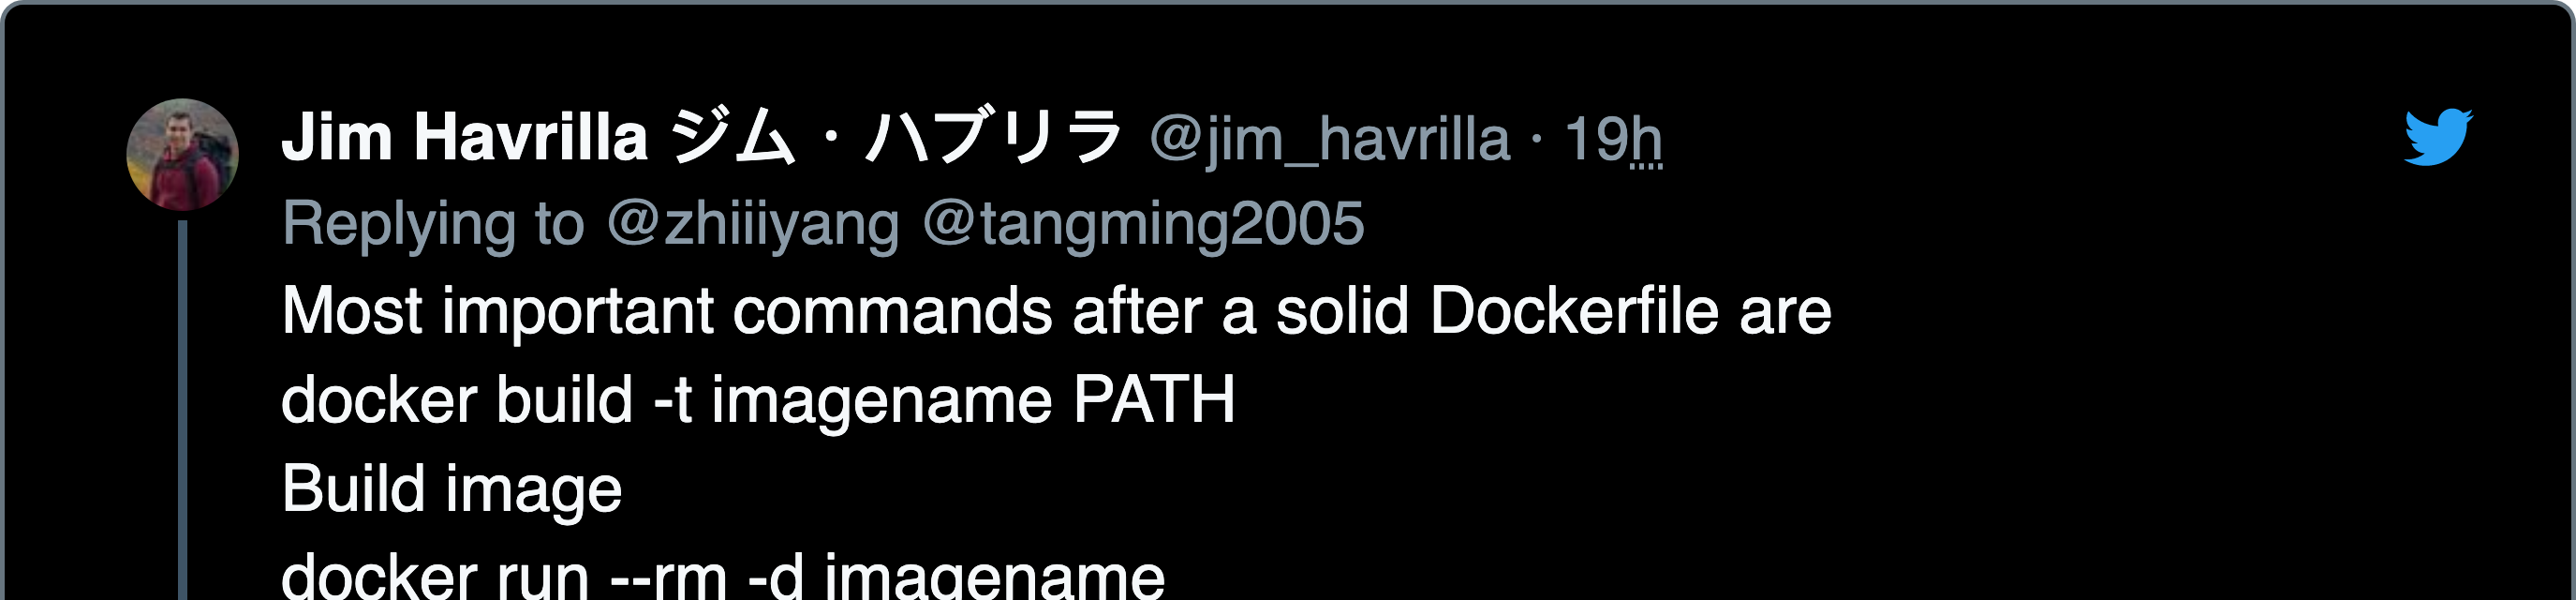 Jim Havrilla ジム・ハブリラ @jim_havrilla · 19h
Replying to @zhiiiyang @tangming2005
Most important commands after a solid Dockerfile are
docker build -t imagename PATH
Build image
docker run --rm -d imagename